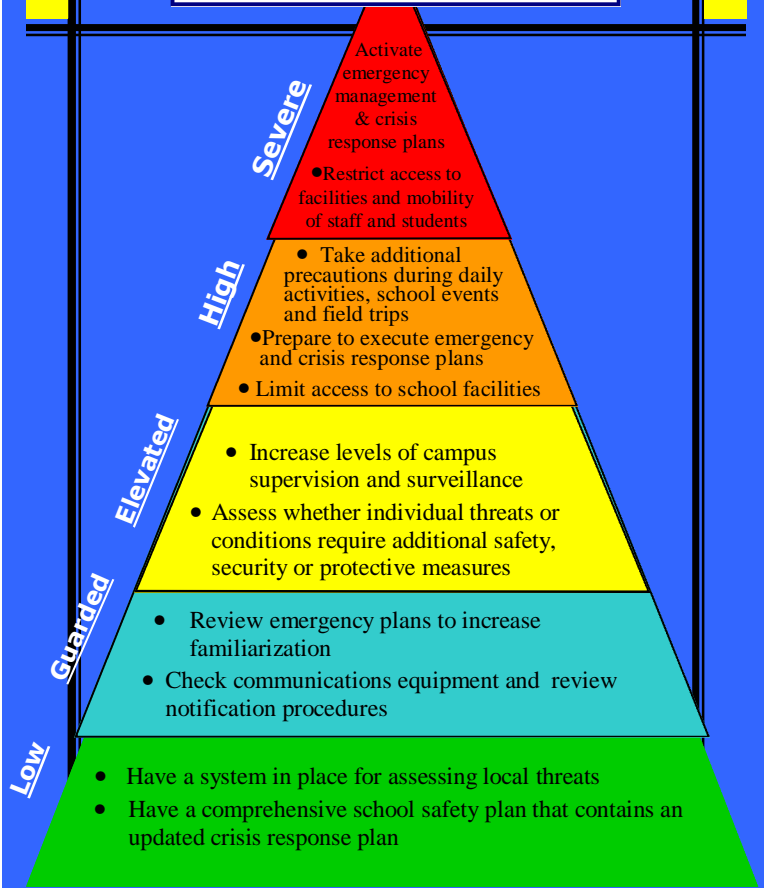 Severe
Activate
emergency
management
& crisis
response plans
•Restrict access to
facilities and mobility
of staff and students
High
• Take additional
precautions during daily
activities, school events
and field trips
•Prepare to execute emergency
and crisis response plans
• Limit access to school facilities
Elevated
• Increase levels of campus
supervision and surveillance
• Assess whether individual threats or
conditions require additional safety,
security or protective measures
Guarded
• Review emergency plans to increase
familiarization
• Check communications equipment and review
notification procedures
Low
• Have a system in place for assessing local threats
• Have a comprehensive school safety plan that contains an
updated crisis response plan